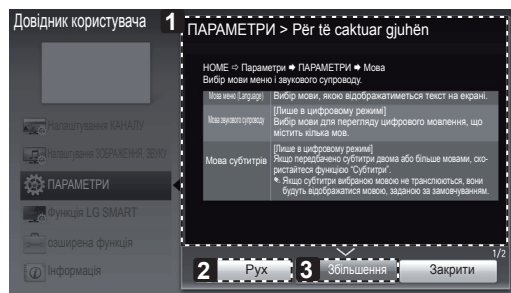 Довідник користувача
1
ПАРАМЕТРИ > Për të caktuar gjuhën
HOME ⇨ Параметри ➡ ПАРАМЕТРИ ➡ Мова
Вибір мови меню і звукового супроводу.
Мова меню (Language) Вибір мови, якою відображатиметься текст на екрані.
Мова звукового супроводу
[Лише в цифровому режимі]
Вибір мови для перегляду цифрового мовлення, що
містить кілька мов.
Мова субтитрів
[Лише в цифровому режимі]
Якщо передбачено субтитри двома або більше мовами, ско-
ристайтеся функцією "Субтитри".
Якщо субтитри вибраною мовою не транслюються, вони
будуть відображатися мовою, заданою за замовчуванням.
Налаштування КАНАЛУ
Налаштування ЗОБРАЖЕННЯ, ЗВУКУ
ПАРАМЕТРИ
Функція LG SMART
озширена функція
Інформація
1/2
2 Рух
3 Збільшення
Закрити